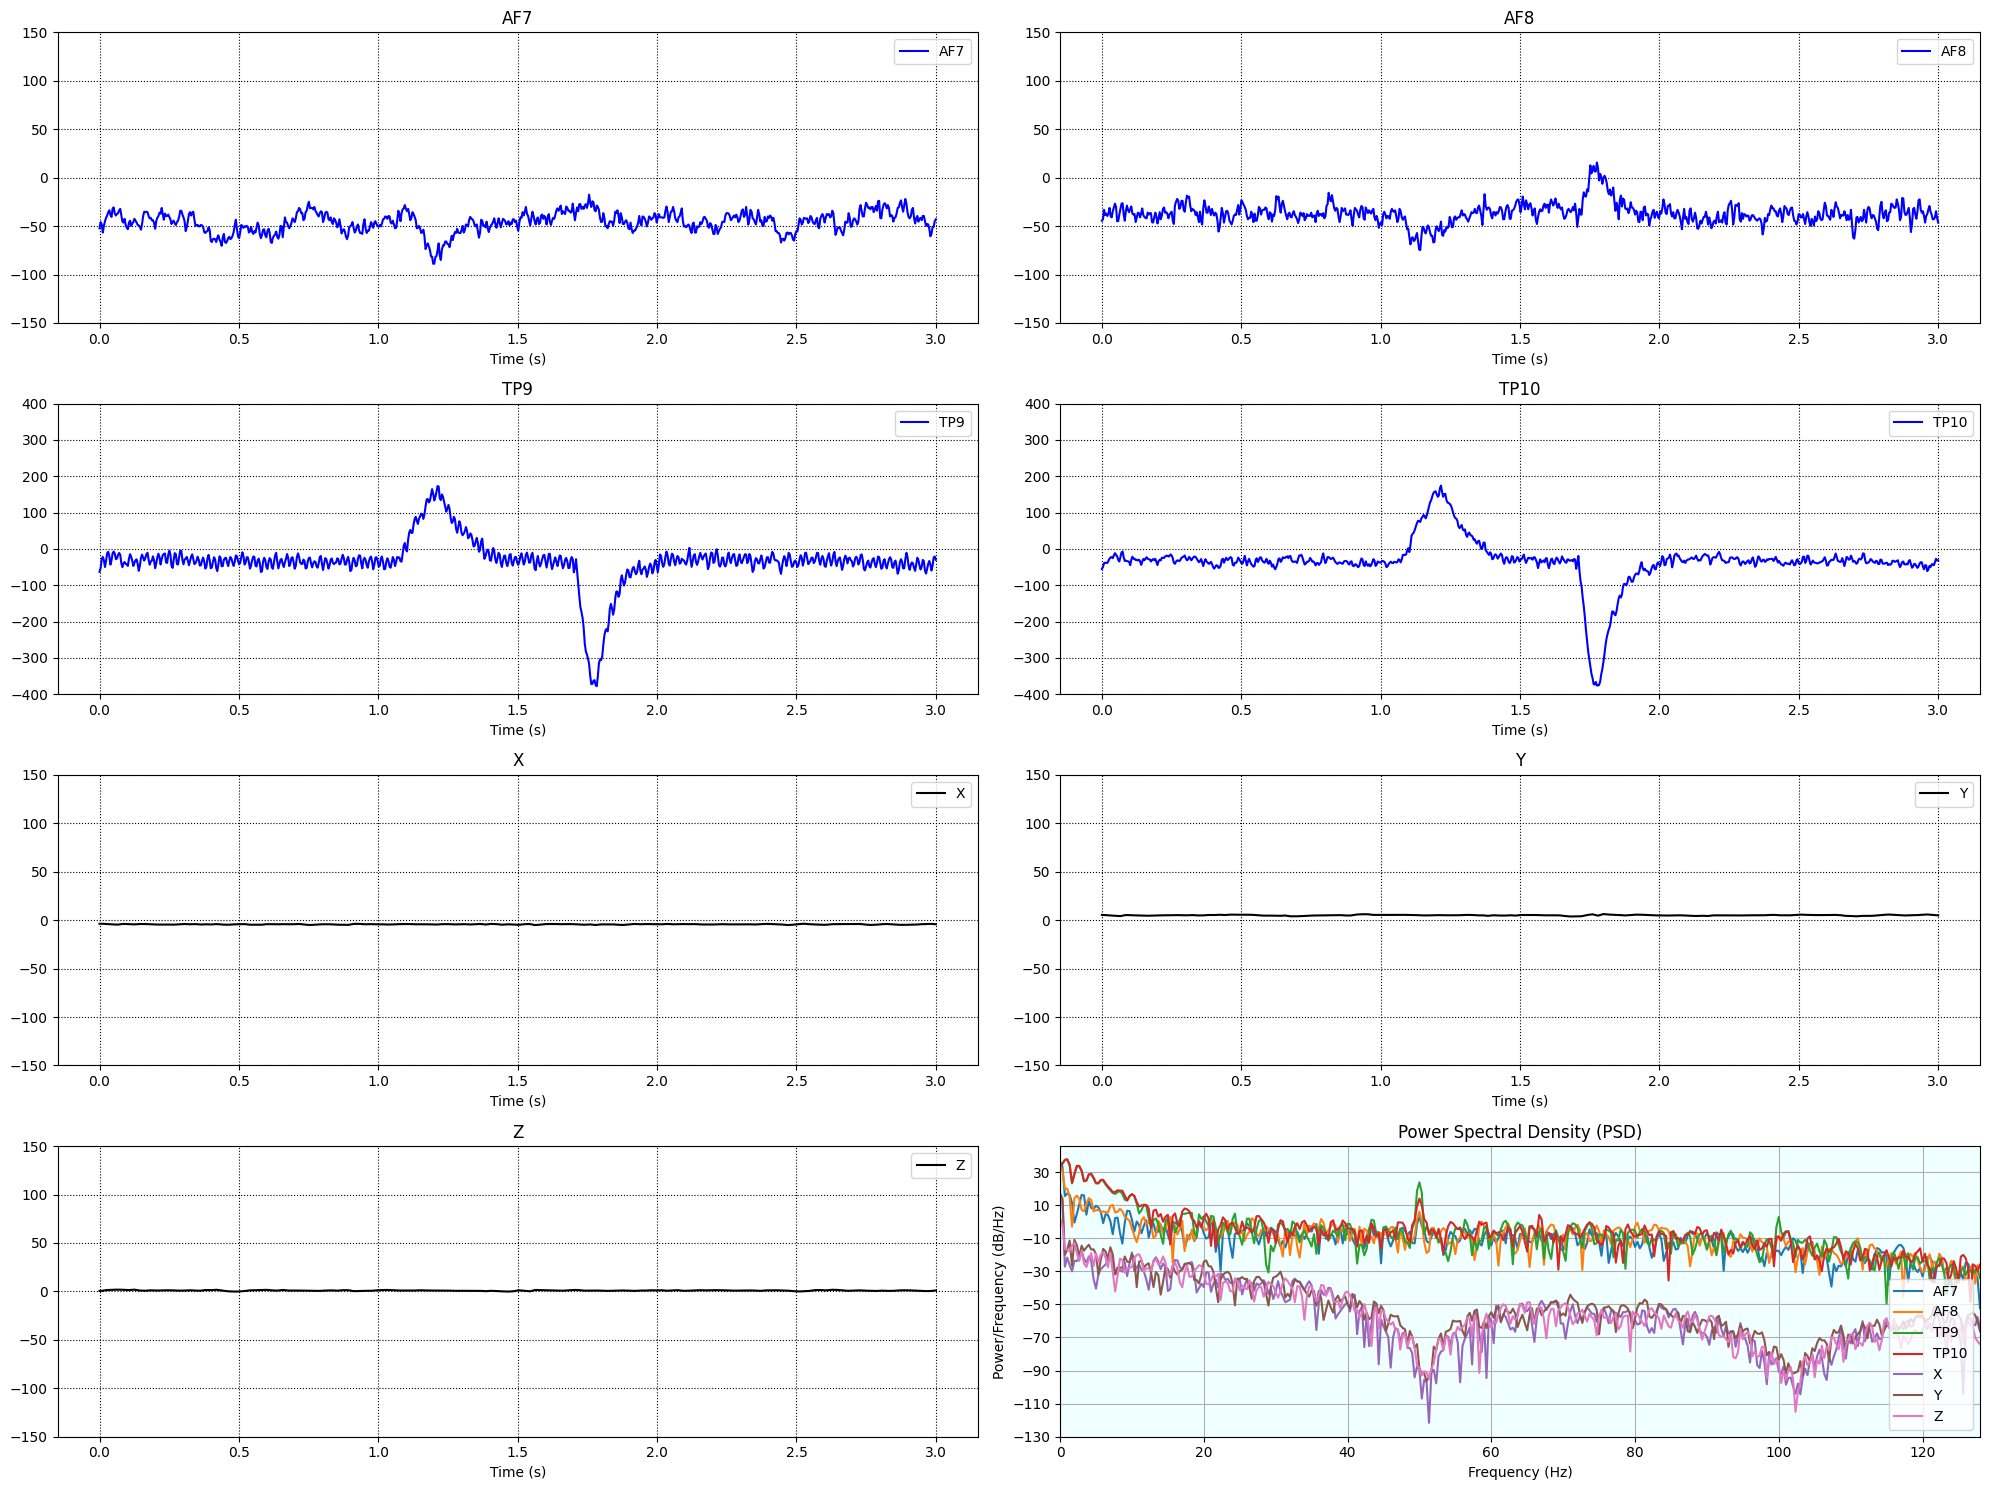 AF7
150
100
50
0
−50
−100
−150
0.0 0.5 1.0 1.5 2.0 2.5 3.0
Time (s)
AF7
AF8
150
100
50
0
−50
−100
−150
0.0 0.5 1.0 1.5 2.0 2.5 3.0
Time (s)
AF8
TP9
400
300
200
100
0
−100
−200
−300
−400
0.0 0.5 1.0 1.5 2.0 2.5 3.0
Time (s)
TP9
TP10
400
300
200
100
0
−100
−200
−300
−400
0.0 0.5 1.0 1.5 2.0 2.5 3.0
Time (s)
TP10
X
150
100
50
0
−50
−100
−150
0.0 0.5 1.0 1.5 2.0 2.5 3.0
Time (s)
X
Y
150
100
50
0
−50
−100
−150
0.0 0.5 1.0 1.5 2.0 2.5 3.0
Time (s)
Y
Z
150
100
50
0
−50
−100
−150
0.0 0.5 1.0 1.5 2.0 2.5 3.0
Time (s)
Z
Power Spectral Density (PSD)
Power/Frequency (dB/Hz)
30
10
−10
−30
−50
−70
−90
−110
−130
0 20 40 60 80 100 120
Frequency (Hz)
AF7
AF8
TP9
TP10
X
Y
Z